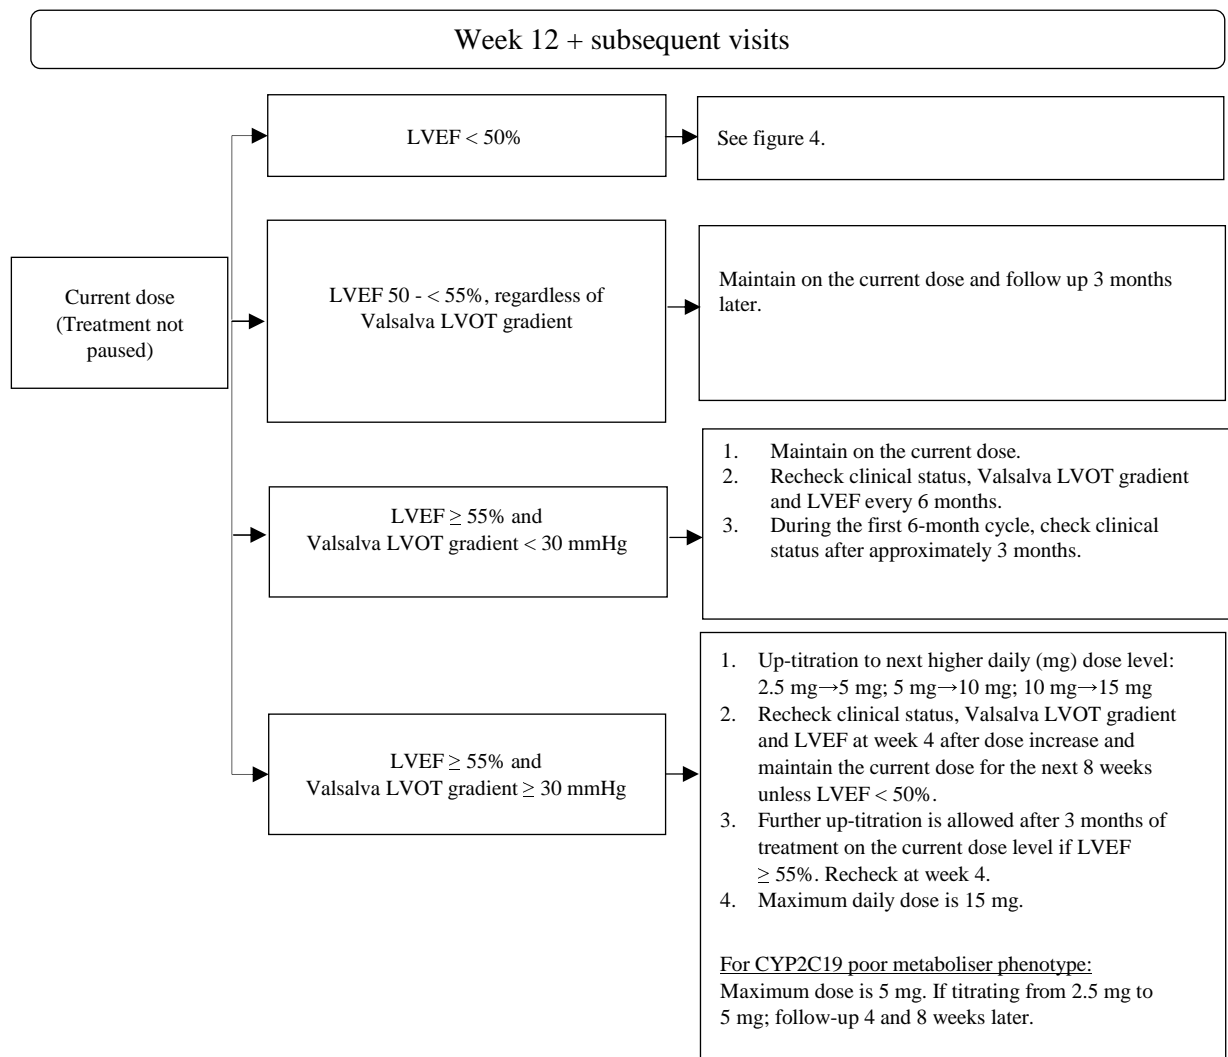 Week 12 + subsequent visits
LVEF < 50%
See figure 4.
Current dose
(Treatment not
paused)
LVEF 50 - < 55%, regardless of
Valsalva LVOT gradient
Maintain on the current dose and follow up 3 months
later.
LVEF ≥ 55% and
Valsalva LVOT gradient < 30 mmHg
1. Maintain on the current dose.
2. Recheck clinical status, Valsalva LVOT gradient
and LVEF every 6 months.
3. During the first 6-month cycle, check clinical
status after approximately 3 months.
LVEF ≥ 55% and
Valsalva LVOT gradient ≥ 30 mmHg
1. Up-titration to next higher daily (mg) dose level:
2.5 mg→5 mg; 5 mg→10 mg; 10 mg→15 mg
2. Recheck clinical status, Valsalva LVOT gradient
and LVEF at week 4 after dose increase and
maintain the current dose for the next 8 weeks
unless LVEF < 50%.
3. Further up-titration is allowed after 3 months of
treatment on the current dose level if LVEF
≥ 55%. Recheck at week 4.
4. Maximum daily dose is 15 mg.
For CYP2C19 poor metaboliser phenotype:
Maximum dose is 5 mg. If titrating from 2.5 mg to
5 mg; follow-up 4 and 8 weeks later.